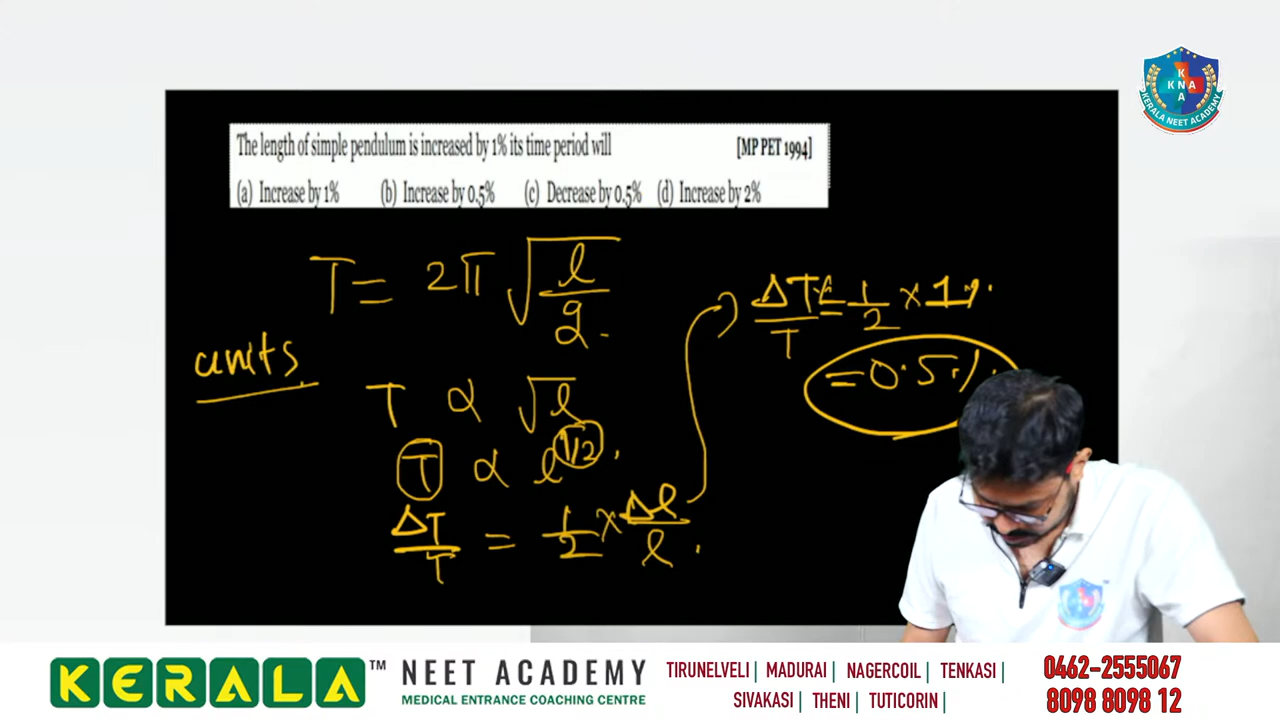 KNA
KERALA NEET ACADEMY
The length of simple pendulum is increased by 1% its time period will [MP PET 1994]
(a) Increase by 1% (b) Increase by 0.5% (c) Decrease by 0.5% (d) Increase by 2%
T = 2π √(l/g)
units
T ∝ √l
T ∝ l^1/2
ΔT/T = 1/2 × Δl/l
ΔT/T = 1/2 × 1%
= 0.5%
KERALA™ NEET ACADEMY
MEDICAL ENTRANCE COACHING CENTRE
TIRUNELVELI | MADURAI | NAGERCOIL | TENKASI |
SIVAKASI | THENI | TUTICORIN |
0462-2555067
8098 8098 12